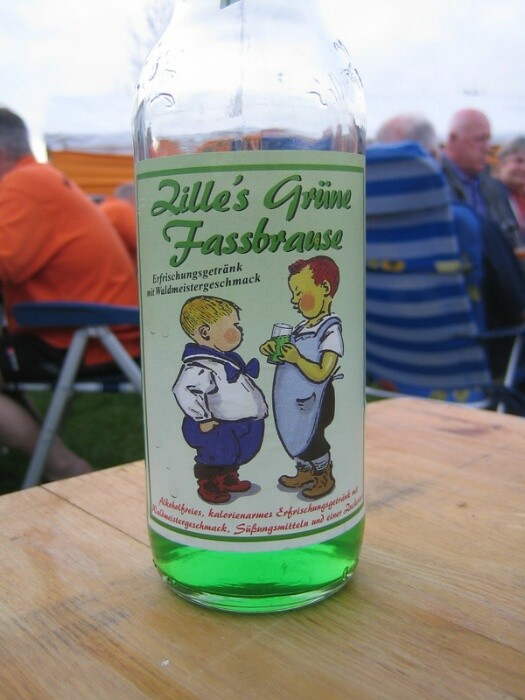 Zille's Grüne
Fassbrause
Erfrischungsgetränk
mit Waldmeistergeschmack
Alkoholfreies, kalorienarmes Erfrischungsgetränk mit
Waldmeistergeschmack, Süßungsmitteln und einer